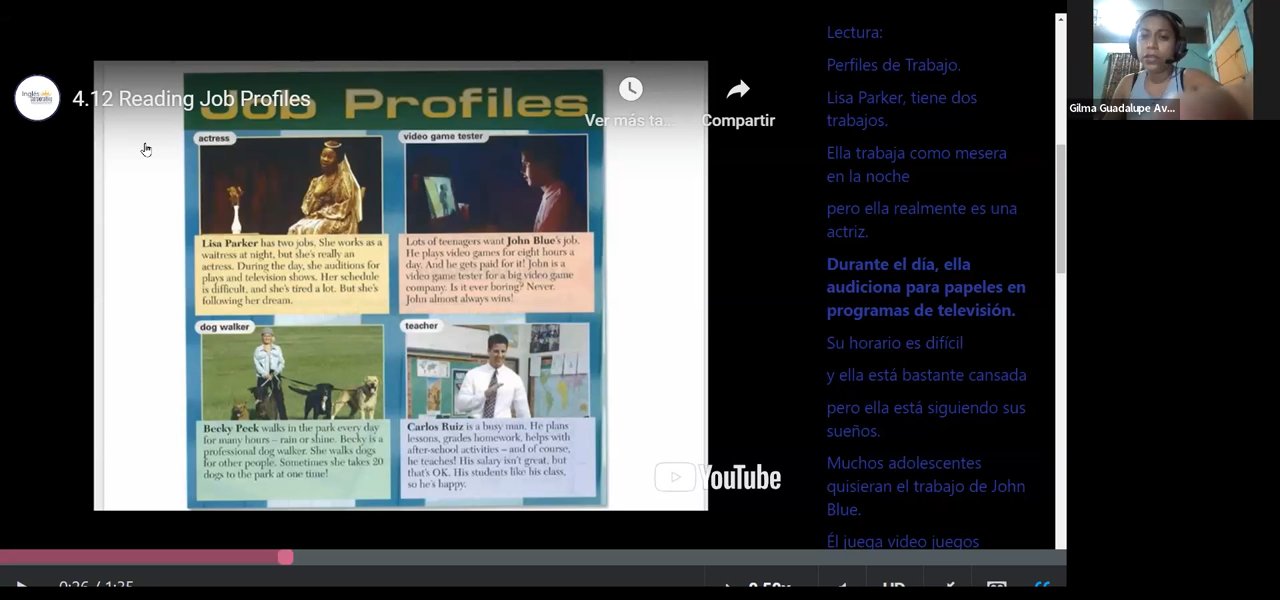 4.12 Reading Job Profiles
Job Profiles
Ver más ta...
Compartir
actress
video game tester
Lisa Parker has two jobs. She works as a
waitress at night, but she's really an
actress. During the day, she auditions for
plays and television shows. Her schedule
is difficult, and she's tired a lot. But she's
following her dream.
Lots of teenagers want John Blue's job.
He plays video games for eight hours a
day. And he gets paid for it! John is a
video game tester for a big video game
company. Is it ever boring? Never.
John almost always wins!
dog walker
teacher
Becky Peek walks in the park every day
for many hours – rain or shine. Becky is a
professional dog walker. She walks dogs
for other people. Sometimes she takes 20
dogs to the park at one time!
Carlos Ruiz is a busy man. He plans
lessons, grades homework, helps with
after-school activities – and of course,
he teaches! His salary isn't great, but
that's OK. His students like his class,
so he's happy.
YouTube
Lectura:
Perfiles de Trabajo.
Lisa Parker, tiene dos
trabajos.
Ella trabaja como mesera
en la noche
pero ella realmente es una
actriz.
Durante el día, ella
audiciona para papeles en
programas de televisión.
Su horario es difícil
y ella está bastante cansada
pero ella está siguiendo sus
sueños.
Muchos adolescentes
quisieran el trabajo de John
Blue.
Él juega video juegos
Gilma Guadalupe Av...
0:26 / 1:35
HD